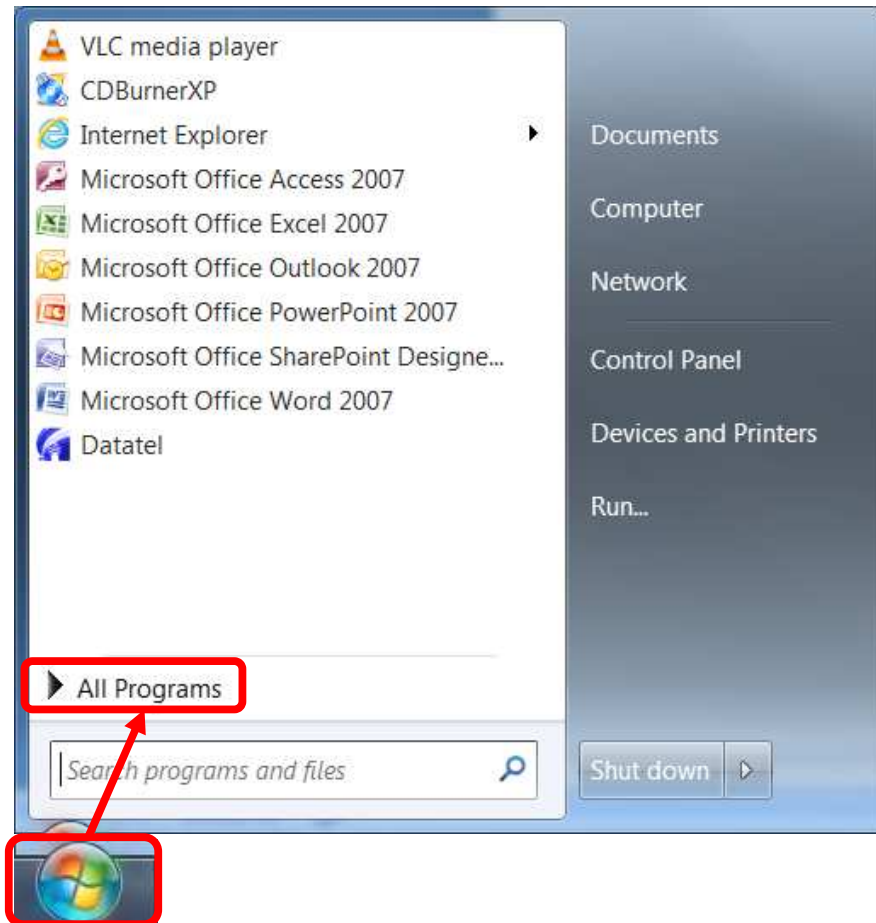 VLC media player
CDBurnerXP
Internet Explorer
Microsoft Office Access 2007
Microsoft Office Excel 2007
Microsoft Office Outlook 2007
Microsoft Office PowerPoint 2007
Microsoft Office SharePoint Designe...
Microsoft Office Word 2007
Datatel
All Programs
Search programs and files
Documents
Computer
Network
Control Panel
Devices and Printers
Run...
Shut down